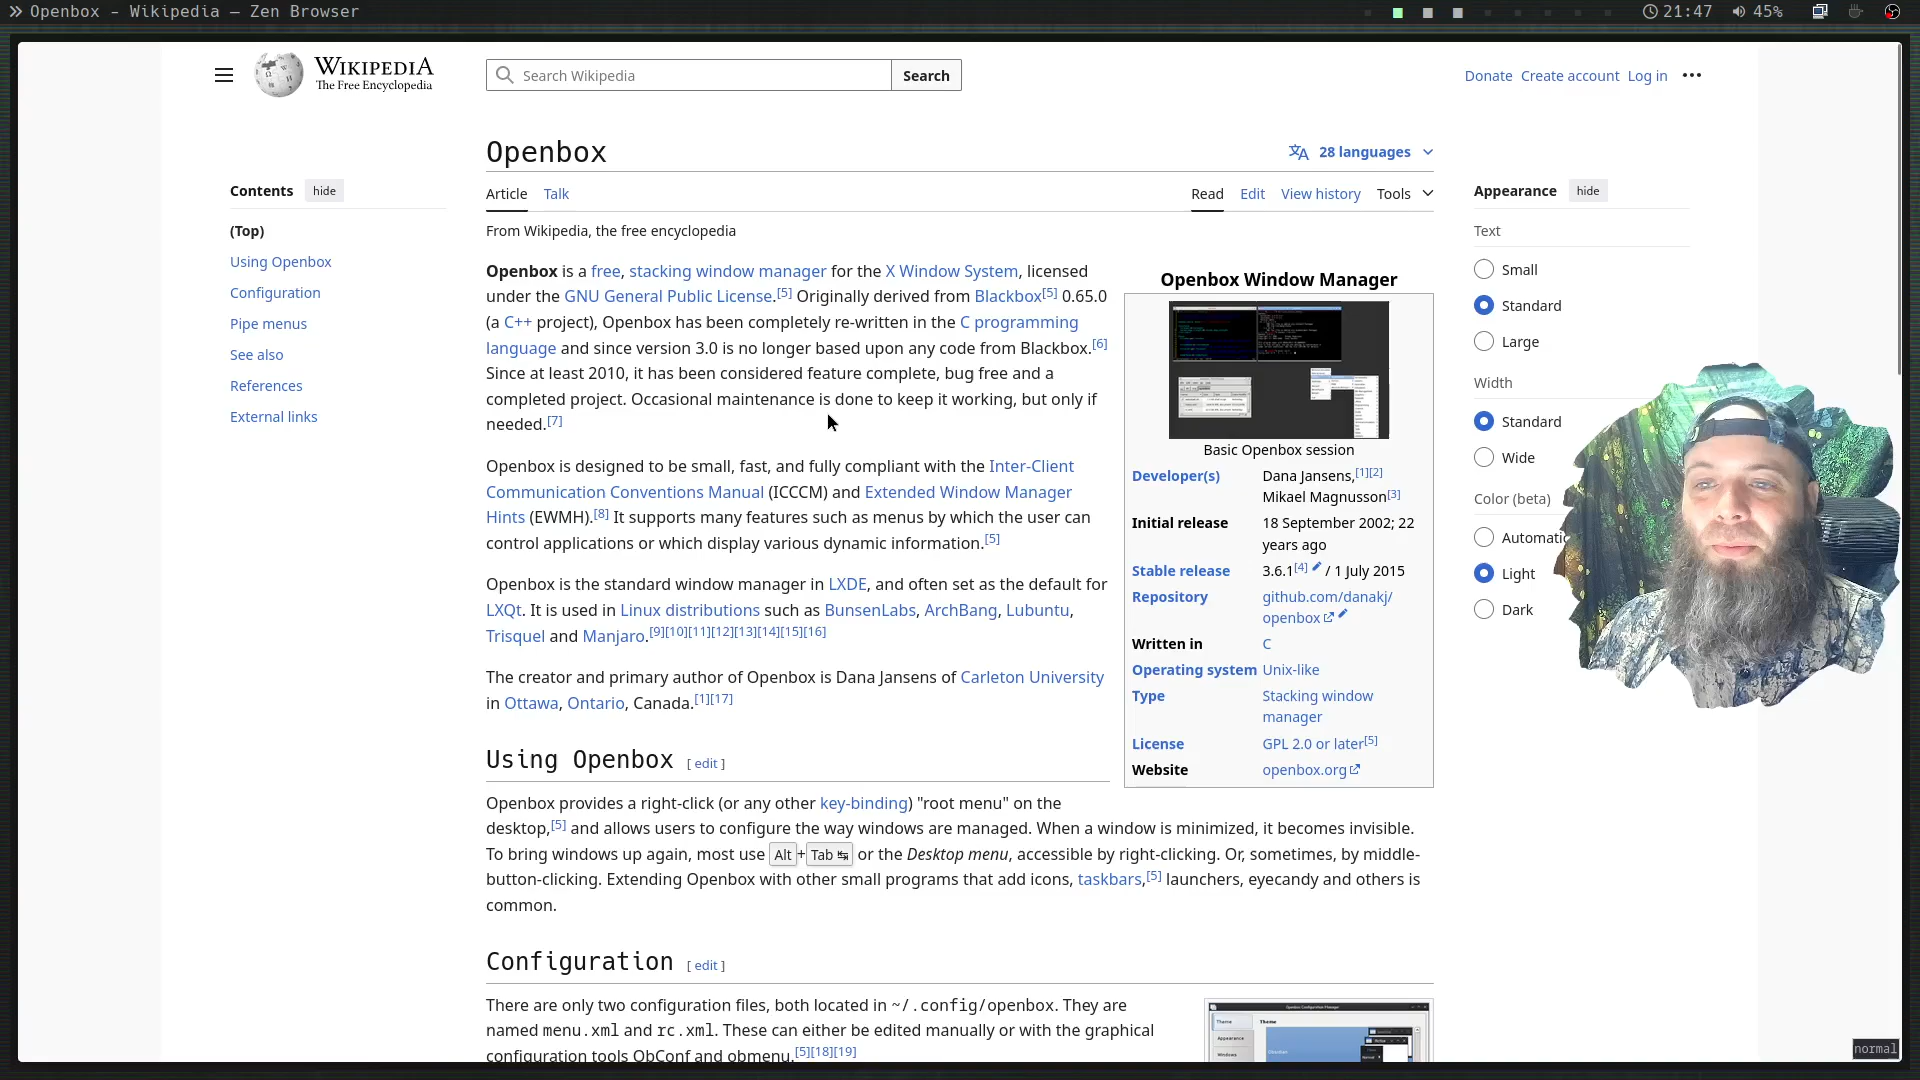 Openbox - Wikipedia — Zen Browser
21:47
45%
WIKIPEDIA
The Free Encyclopedia
Search Wikipedia
Search
Donate
Create account
Log in
Openbox
28 languages
Article
Talk
Read
Edit
View history
Tools
Contents
hide
(Top)
Using Openbox
Configuration
Pipe menus
See also
References
External links
From Wikipedia, the free encyclopedia
Openbox is a free, stacking window manager for the X Window System, licensed
under the GNU General Public License.[5] Originally derived from Blackbox[5] 0.65.0
(a C++ project), Openbox has been completely re-written in the C programming
language and since version 3.0 is no longer based upon any code from Blackbox.[6]
Since at least 2010, it has been considered feature complete, bug free and a
completed project. Occasional maintenance is done to keep it working, but only if
needed.[7]
Openbox is designed to be small, fast, and fully compliant with the Inter-Client
Communication Conventions Manual (ICCCM) and Extended Window Manager
Hints (EWMH).[8] It supports many features such as menus by which the user can
control applications or which display various dynamic information.[5]
Openbox is the standard window manager in LXDE, and often set as the default for
LXQt. It is used in Linux distributions such as BunsenLabs, ArchBang, Lubuntu,
Trisquel and Manjaro.[9][10][11][12][13][14][15][16]
The creator and primary author of Openbox is Dana Jansens of Carleton University
in Ottawa, Ontario, Canada.[1][17]
Openbox Window Manager
Basic Openbox session
Developer(s) Dana Jansens,[1][2]
Mikael Magnusson[3]
Initial release 18 September 2002; 22
years ago
Stable release 3.6.1[4] / 1 July 2015
Repository github.com/danakj/
openbox
Written in C
Operating system Unix-like
Type Stacking window
manager
License GPL 2.0 or later[5]
Website openbox.org
Using Openbox [ edit ]
Openbox provides a right-click (or any other key-binding) "root menu" on the
desktop,[5] and allows users to configure the way windows are managed. When a window is minimized, it becomes invisible.
To bring windows up again, most use Alt+Tab ↹ or the Desktop menu, accessible by right-clicking. Or, sometimes, by middle-
button-clicking. Extending Openbox with other small programs that add icons, taskbars,[5] launchers, eyecandy and others is
common.
Configuration [ edit ]
There are only two configuration files, both located in ~/.config/openbox. They are
named menu.xml and rc.xml. These can either be edited manually or with the graphical
configuration tools ObConf and obmenu.[5][18][19]
Openbox Configuration Manager
Theme
Theme
Appearance
Windows
Appearance
hide
Text
Small
Standard
Large
Width
Standard
Wide
Color (beta)
Automatic
Light
Dark
normal